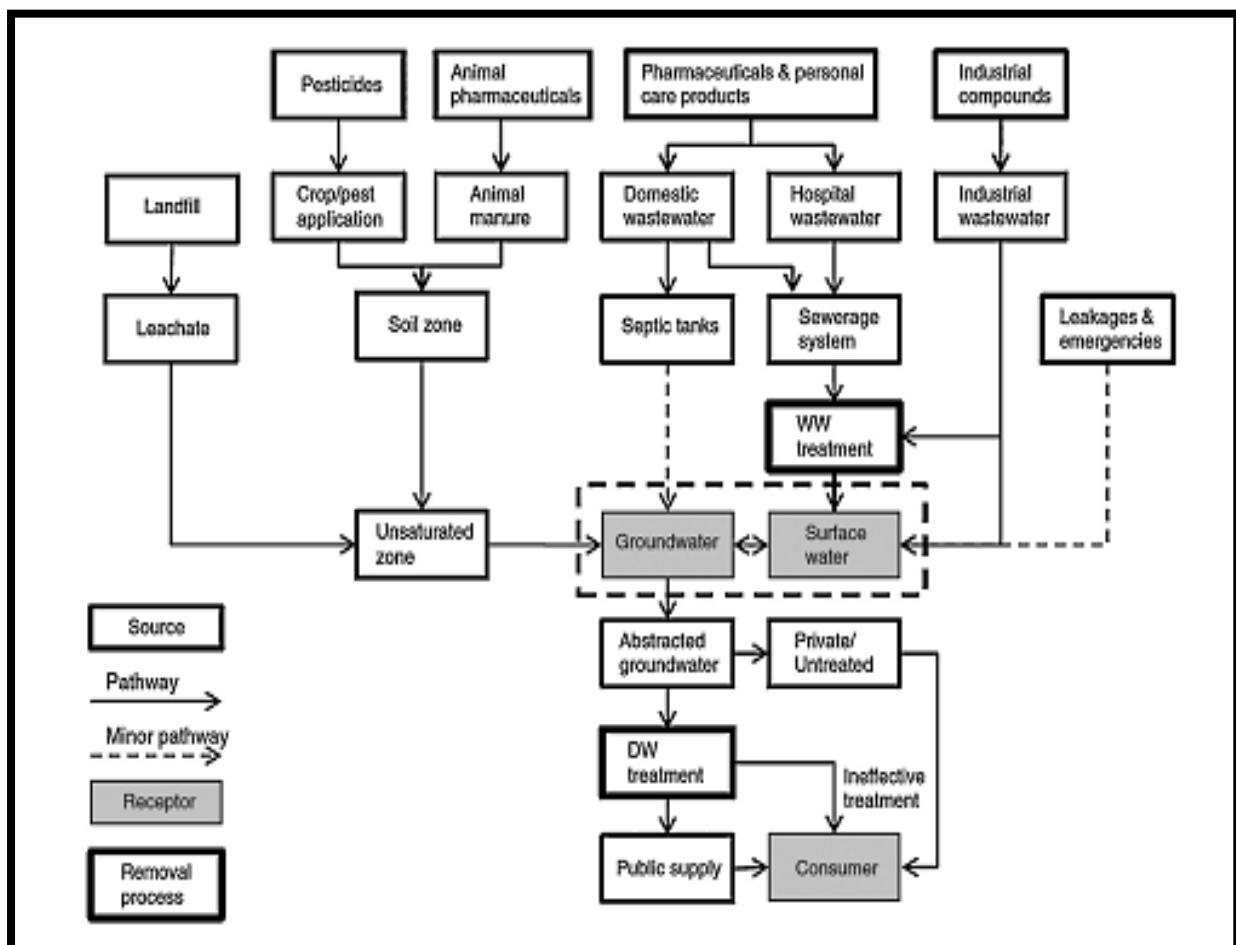 Pesticides
Animal
pharmaceuticals
Pharmaceuticals & personal
care products
Industrial
compounds
Landfill
Crop/pest
application
Animal
manure
Domestic
wastewater
Hospital
wastewater
Industrial
wastewater
Leachate
Soil zone
Septic tanks
Sewerage
system
Leakages &
emergencies
WW
treatment
Unsaturated
zone
Groundwater
Surface
water
Source
Pathway
Minor pathway
Receptor
Removal
process
Abstracted
groundwater
Private/
Untreated
DW
treatment
Ineffective
treatment
Public supply
Consumer